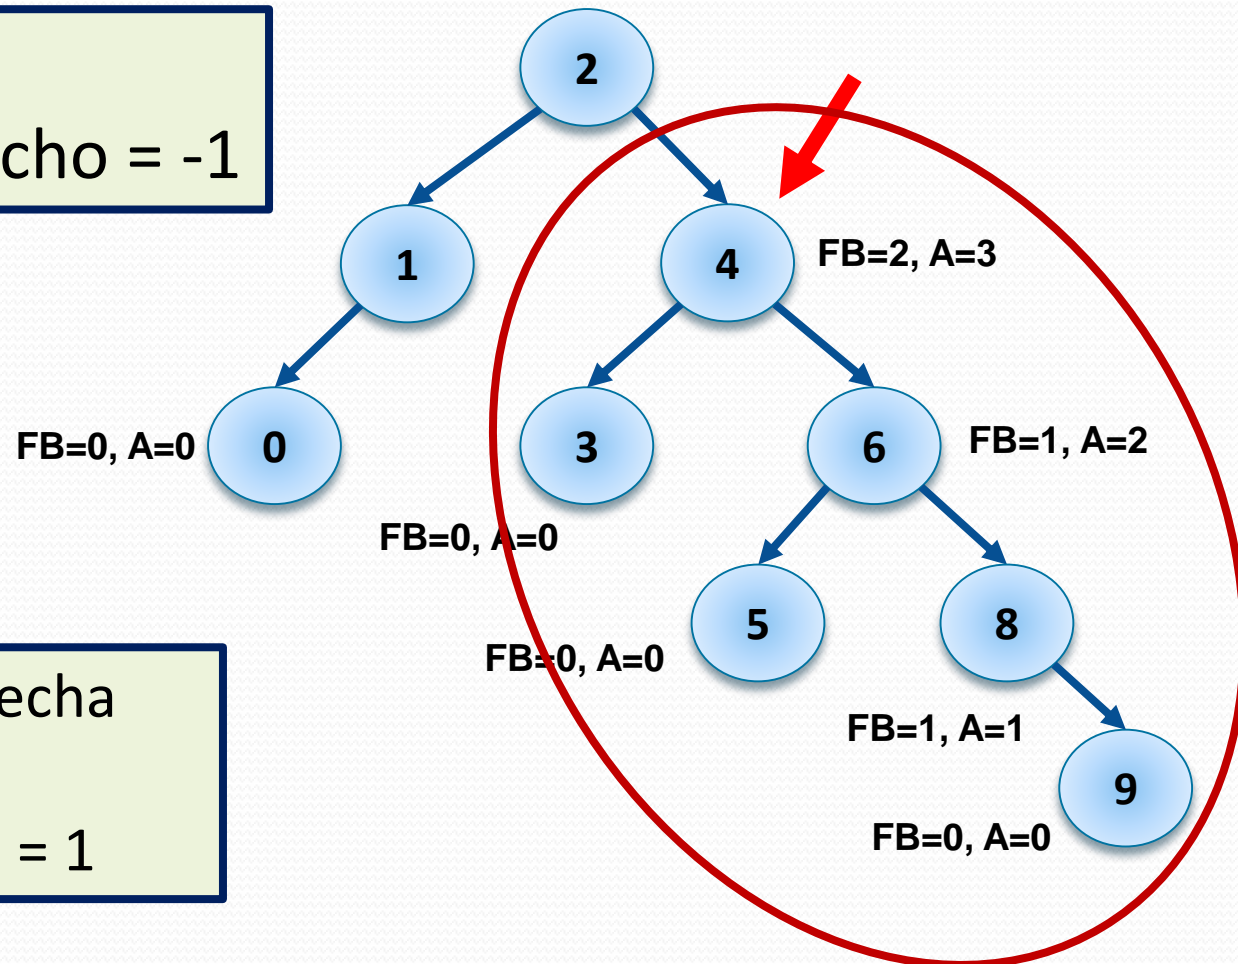 2
cho = -1
1
4
FB=2, A=3
FB=0, A=0
0
3
6
FB=1, A=2
FB=0, A=0
5
8
FB=0, A=0
echa
FB=1, A=1
9
= 1
FB=0, A=0